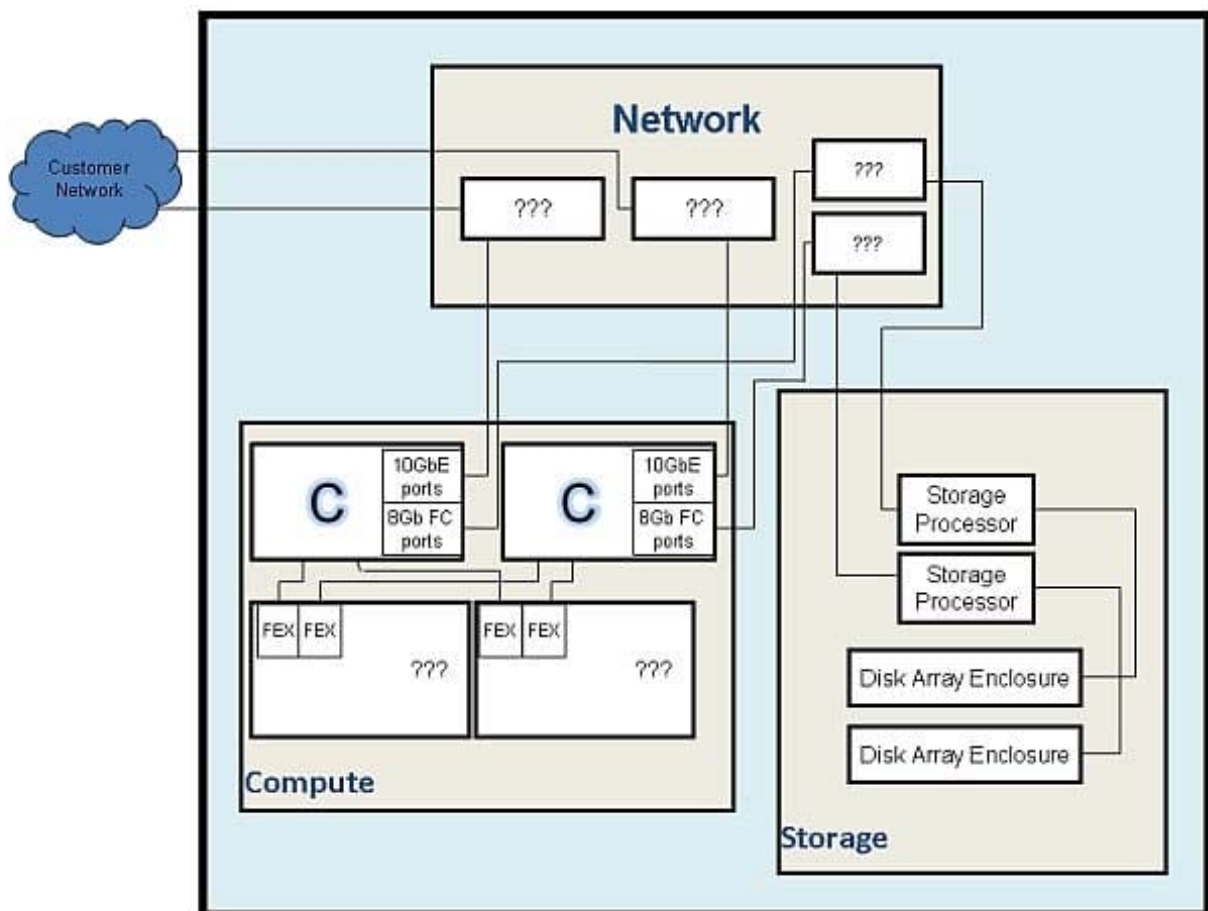 Network
Customer
Network
???
???
???
???
C
10GbE
ports
8Gb FC
ports
C
10GbE
ports
8Gb FC
ports
FEX
FEX
???
FEX
FEX
???
Compute
Storage
Processor
Storage
Processor
Disk Array Enclosure
Disk Array Enclosure
Storage